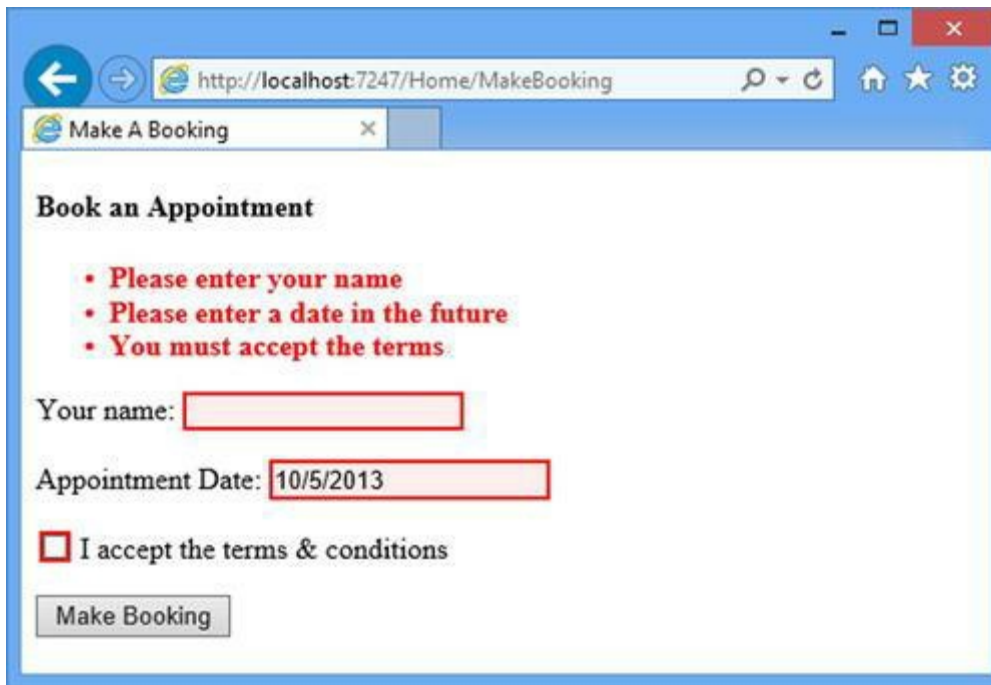 http://localhost:7247/Home/MakeBooking
Make A Booking
Book an Appointment
• Please enter your name
• Please enter a date in the future
• You must accept the terms
Your name:
Appointment Date: 10/5/2013
I accept the terms & conditions
Make Booking